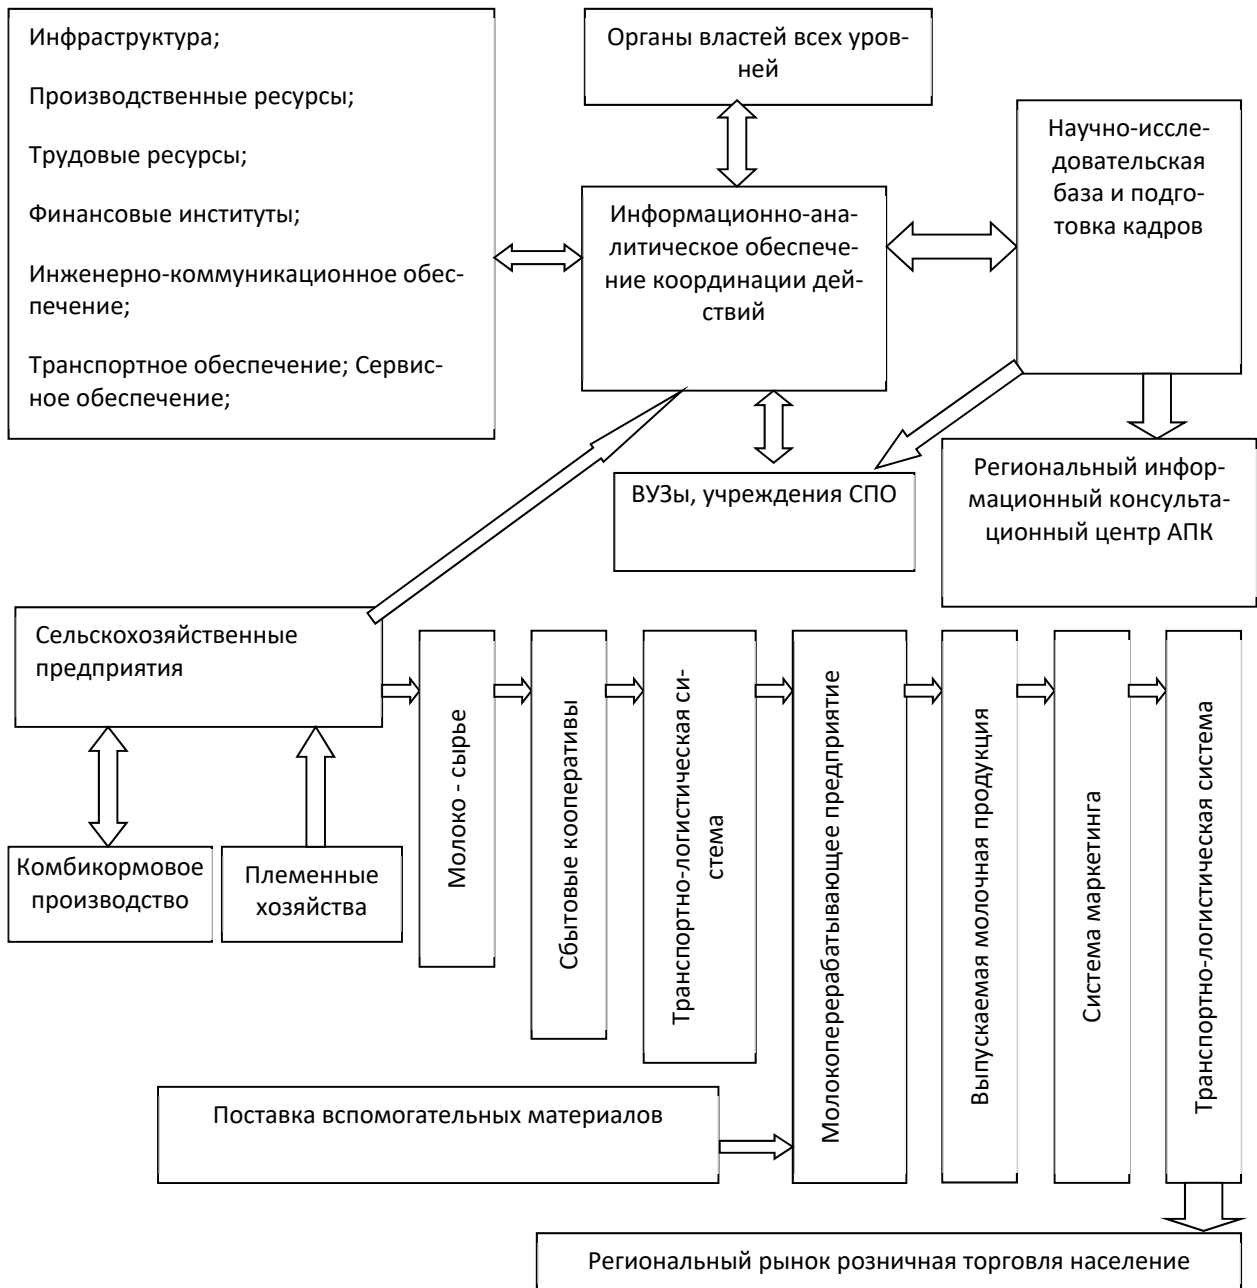 Инфраструктура;
Производственные ресурсы;
Трудовые ресурсы;
Финансовые институты;
Инженерно-коммуникационное обес-
печение;
Транспортное обеспечение; Сервис-
ное обеспечение;
Органы властей всех уров-
ней
Информационно-ана-
литическое обеспече-
ние координации дей-
ствий
Научно-иссле-
довательская
база и подго-
товка кадров
ВУЗы, учреждения СПО
Региональный инфор-
мационный консульта-
ционный центр АПК
Сельскохозяйственные
предприятия
Комбикормовое
производство
Племенные
хозяйства
Молоко - сырье
Сбытовые кооперативы
Транспортно-логистическая си-
стема
Молокоперерабатывающее предприятие
Выпускаемая молочная продукция
Система маркетинга
Транспортно-логистическая система
Поставка вспомогательных материалов
Региональный рынок розничная торговля население